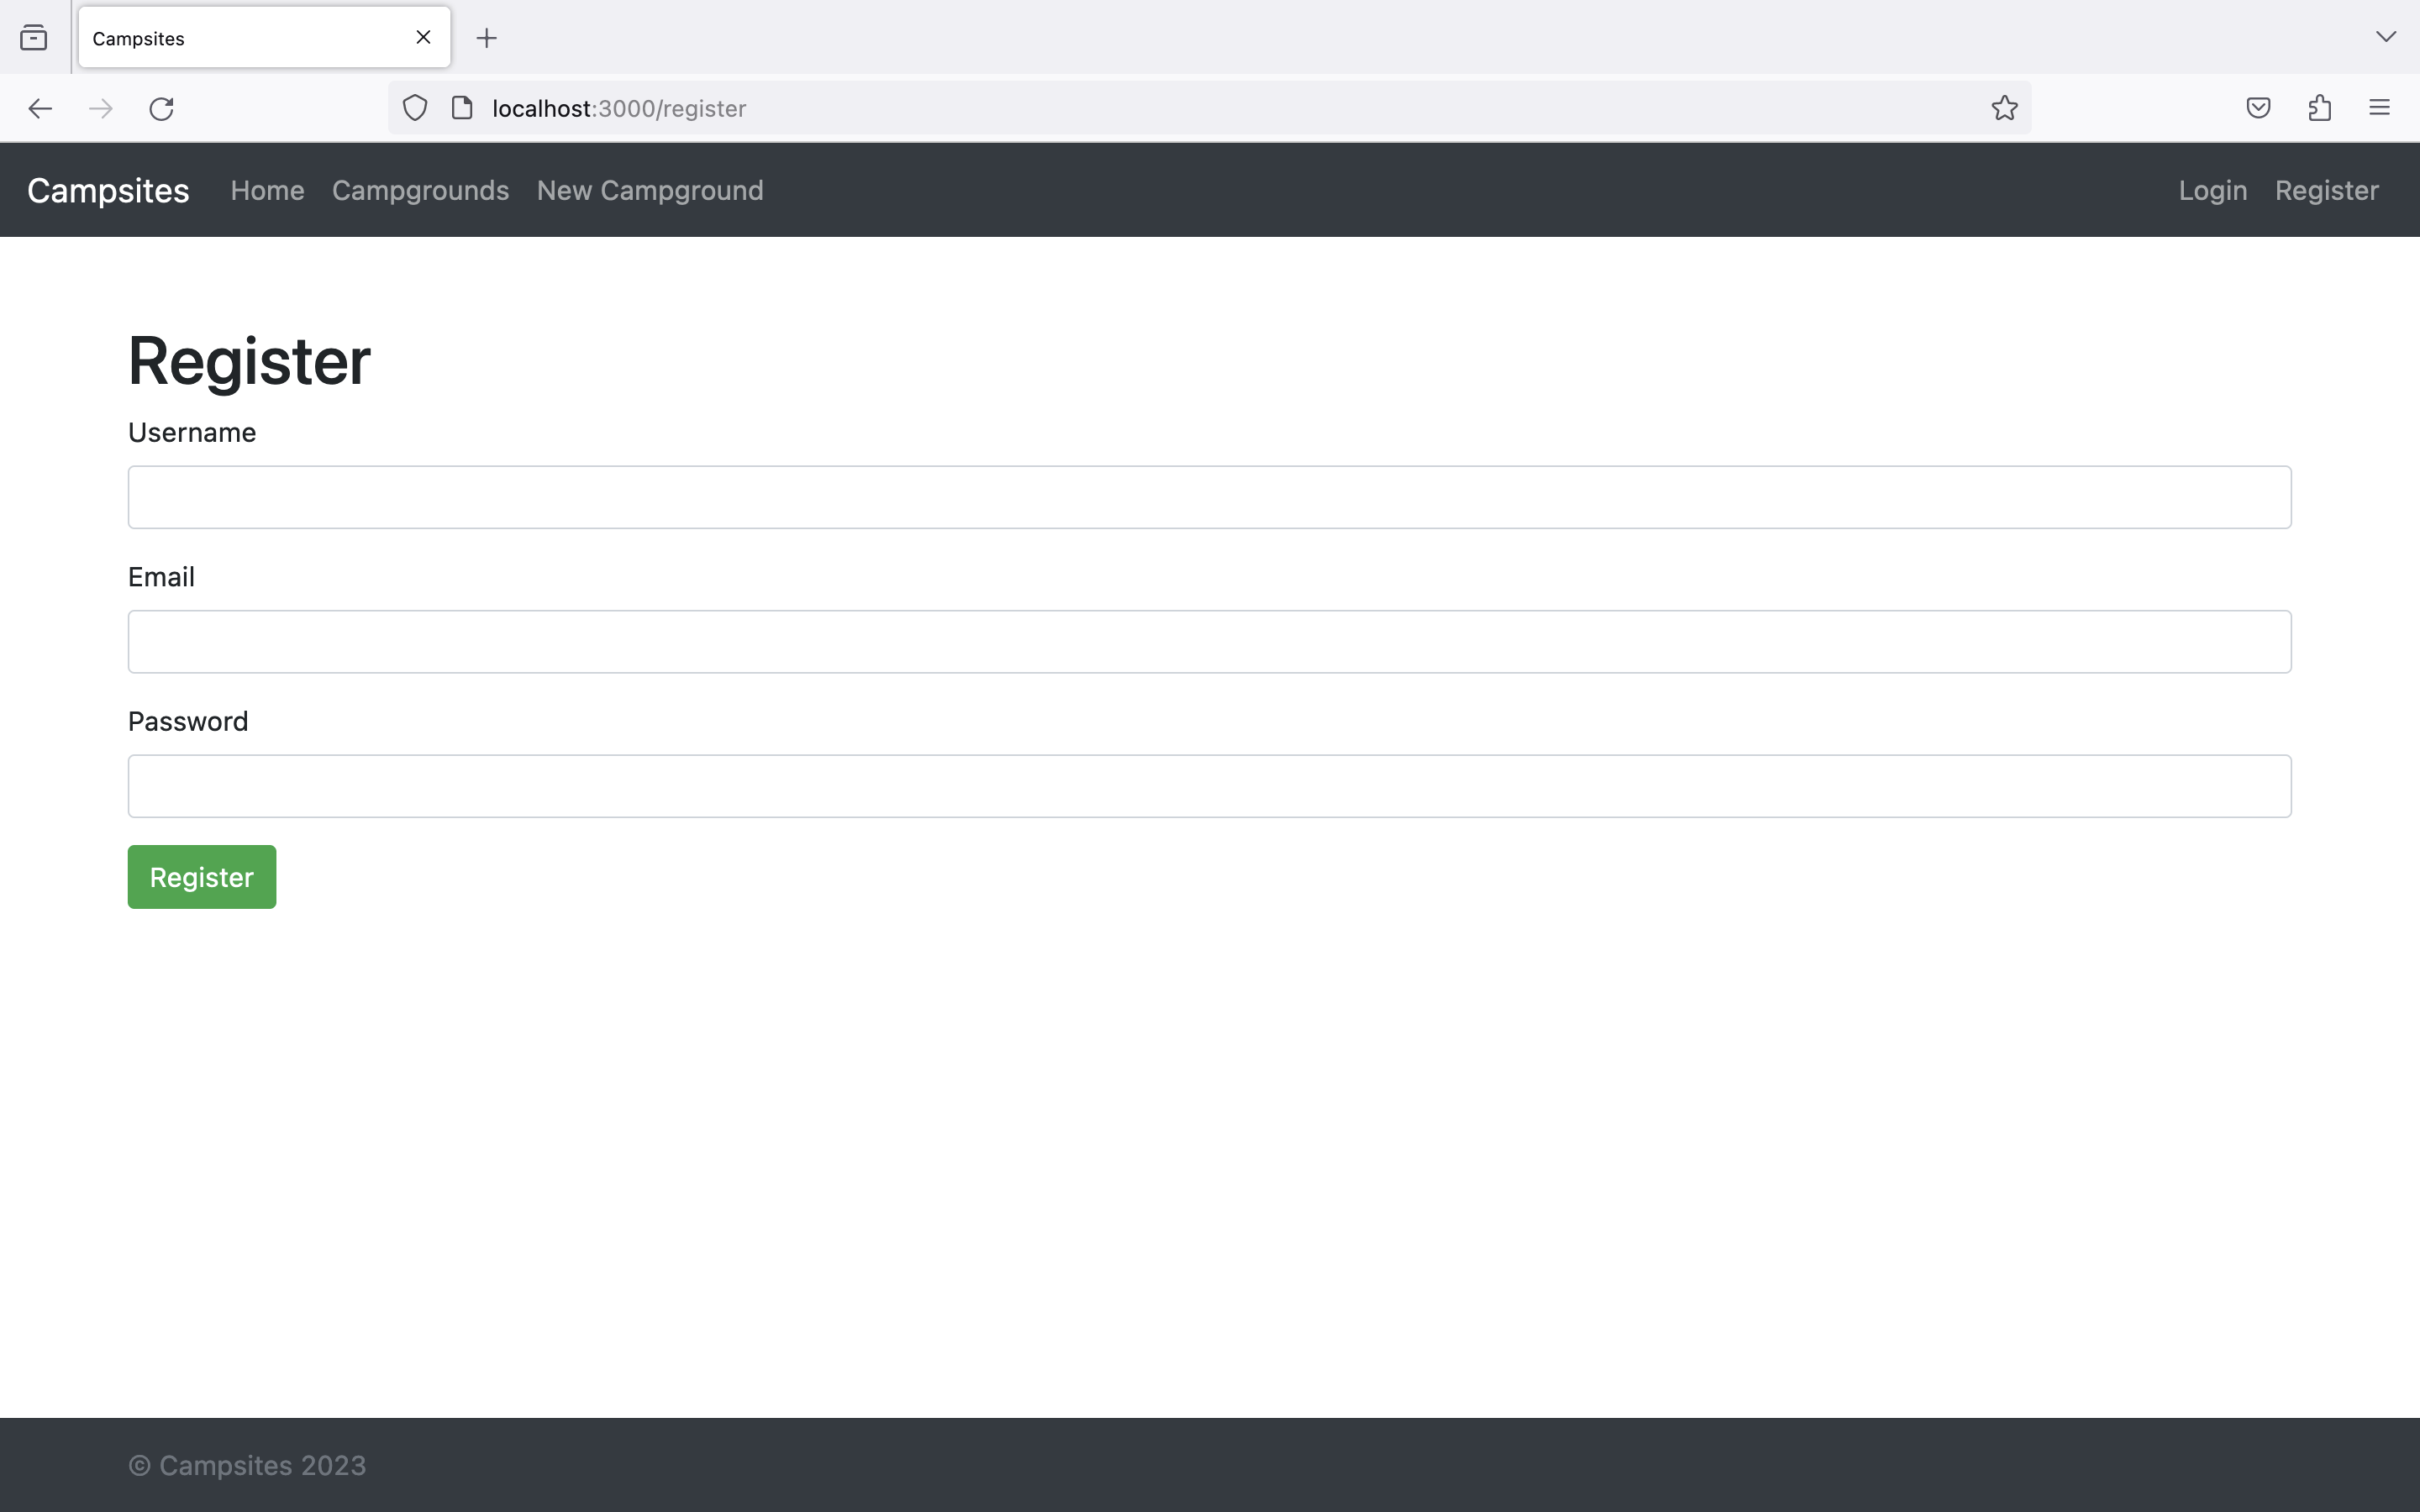 Campsites
localhost:3000/register
Campsites Home Campgrounds New Campground Login Register
Register
Username
Email
Password
Register
© Campsites 2023